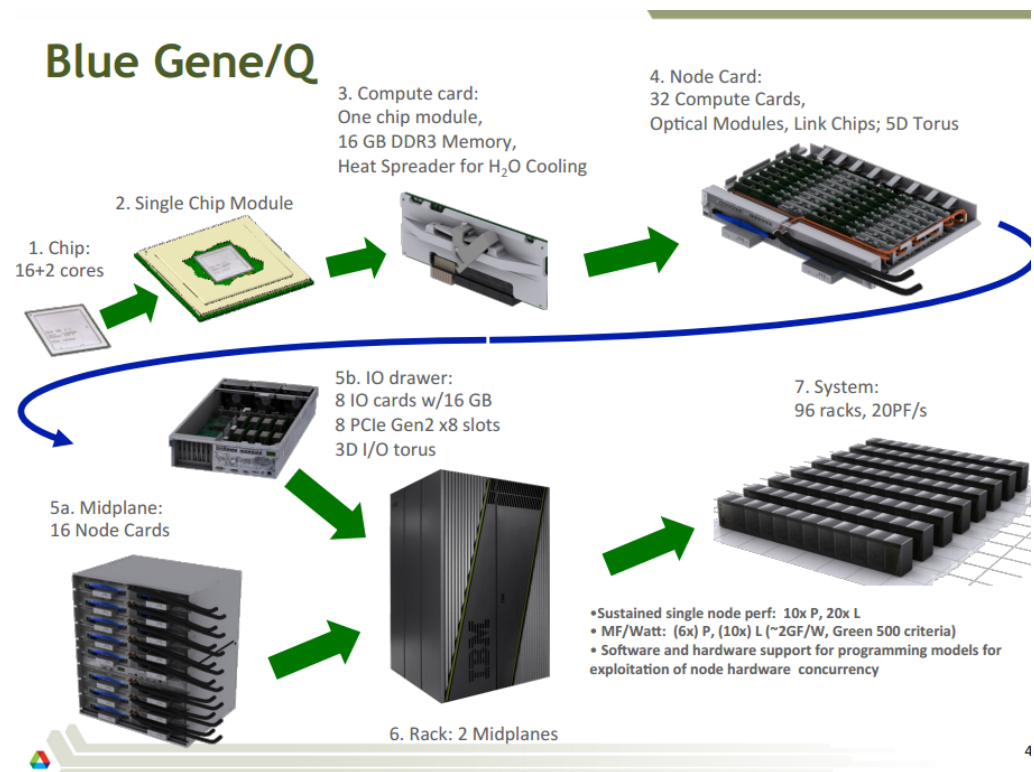 Blue Gene/Q
1. Chip:
16+2 cores
2. Single Chip Module
3. Compute card:
One chip module,
16 GB DDR3 Memory,
Heat Spreader for H₂O Cooling
4. Node Card:
32 Compute Cards,
Optical Modules, Link Chips; 5D Torus
5a. Midplane:
16 Node Cards
5b. IO drawer:
8 IO cards w/16 GB
8 PCIe Gen2 x8 slots
3D I/O torus
IBM
6. Rack: 2 Midplanes
7. System:
96 racks, 20PF/s
•Sustained single node perf: 10x P, 20x L
• MF/Watt: (6x) P, (10x) L (~2GF/W, Green 500 criteria)
• Software and hardware support for programming models for
exploitation of node hardware concurrency
4